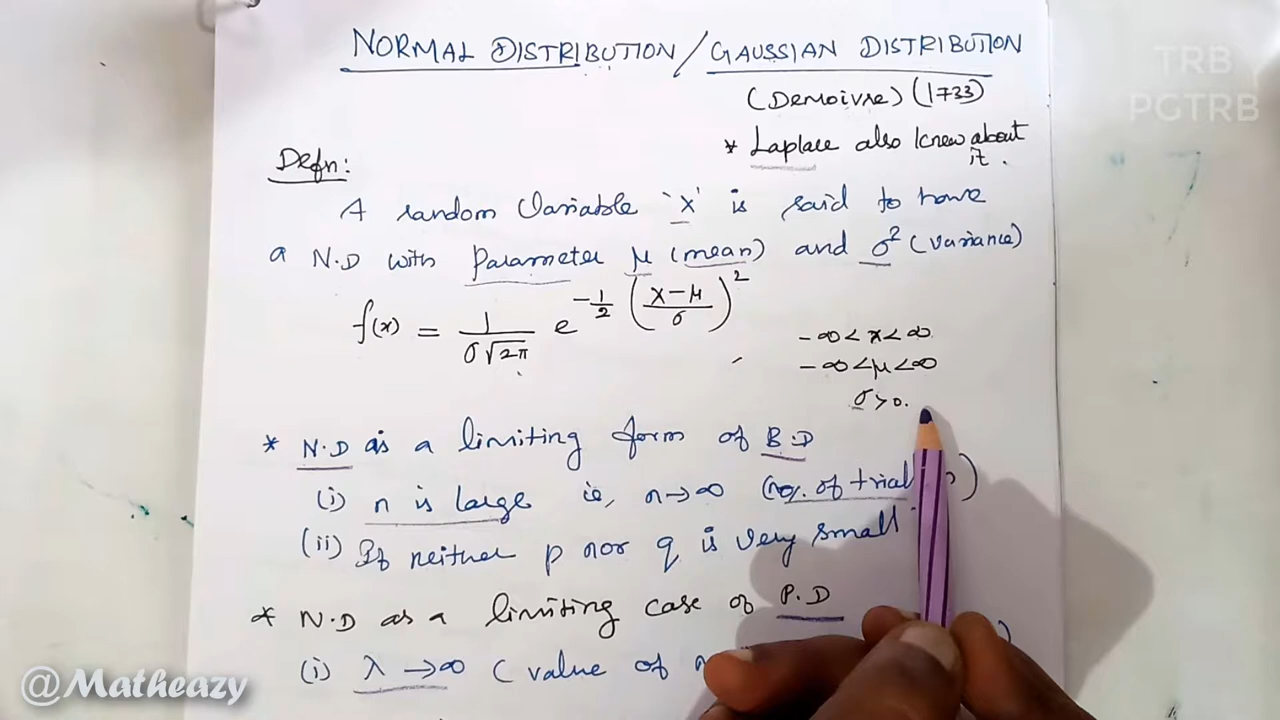 NORMAL DISTRIBUTION / GAUSSIAN DISTRIBUTION
TRB
PGTRB
(Demoivre) (1733)
* Laplace also knew about it.
Defn:
A random variable 'X' is said to have
a N.D with Parameter μ (mean) and σ² (variance)
f(x) = 1/(σ√2π) e^(-1/2 ((x-μ)/σ)²)
-∞<x<∞
-∞<μ<∞
σ>0.
* N.D as a limiting form of B.D
(i) n is large ie, n→∞ (no. of trial
(ii) If neither p nor q is very small
* N.D as a limiting case of P.D
(i) λ→∞ (value of
@Matheazy